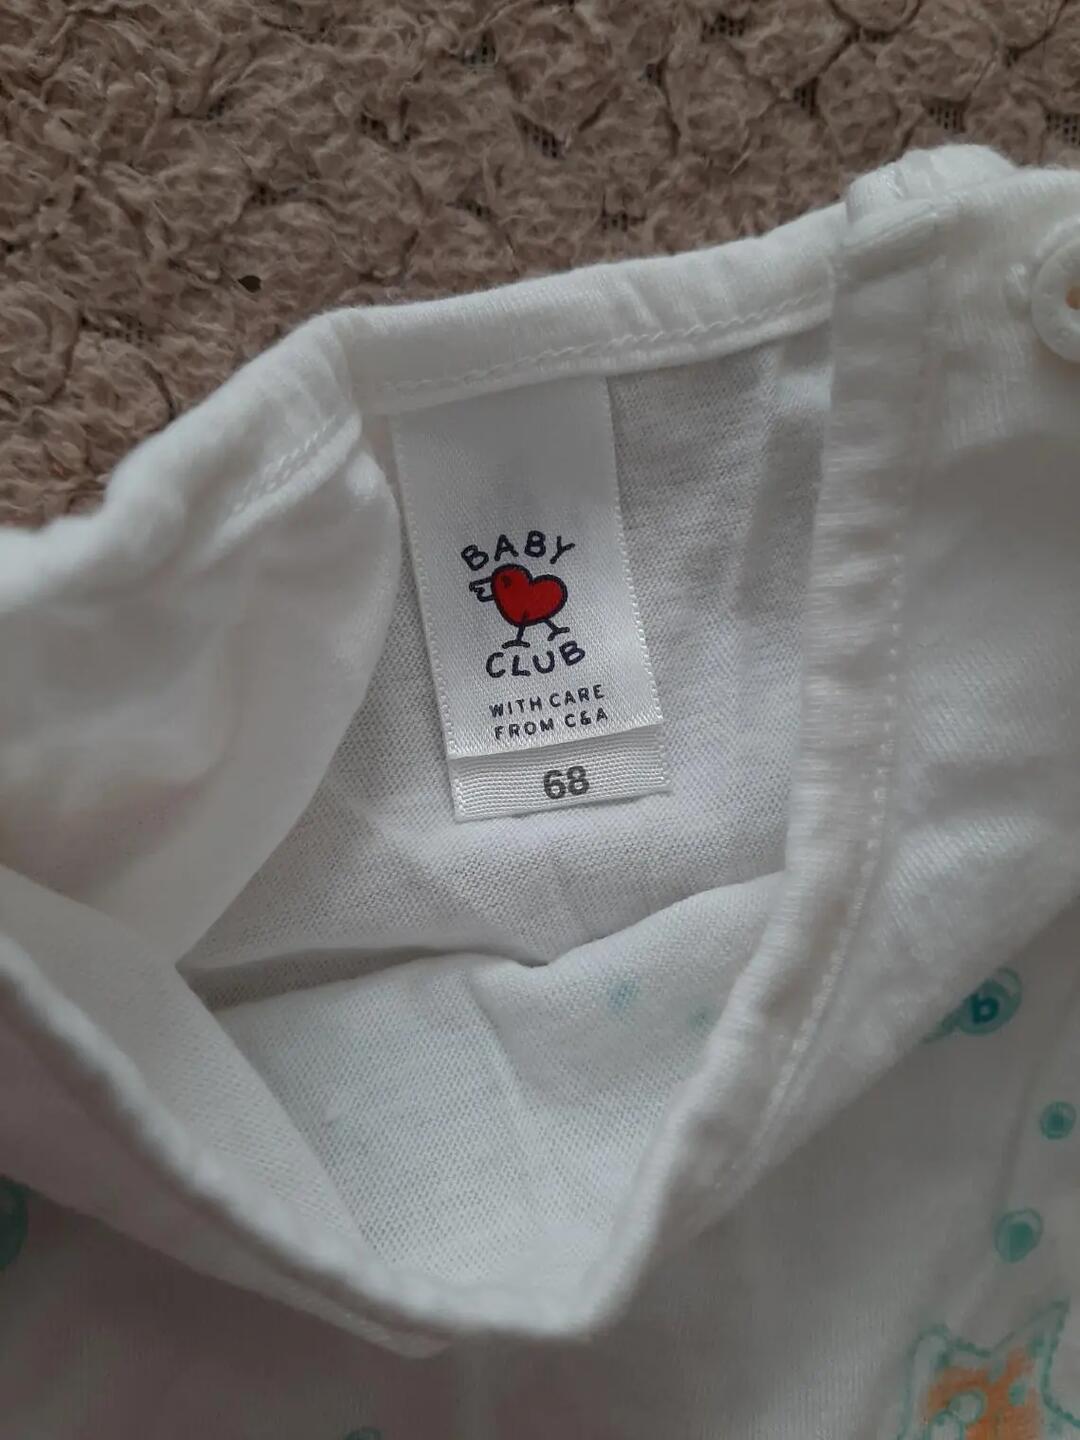 BABY
CLUB
WITH CARE
FROM C&A
68